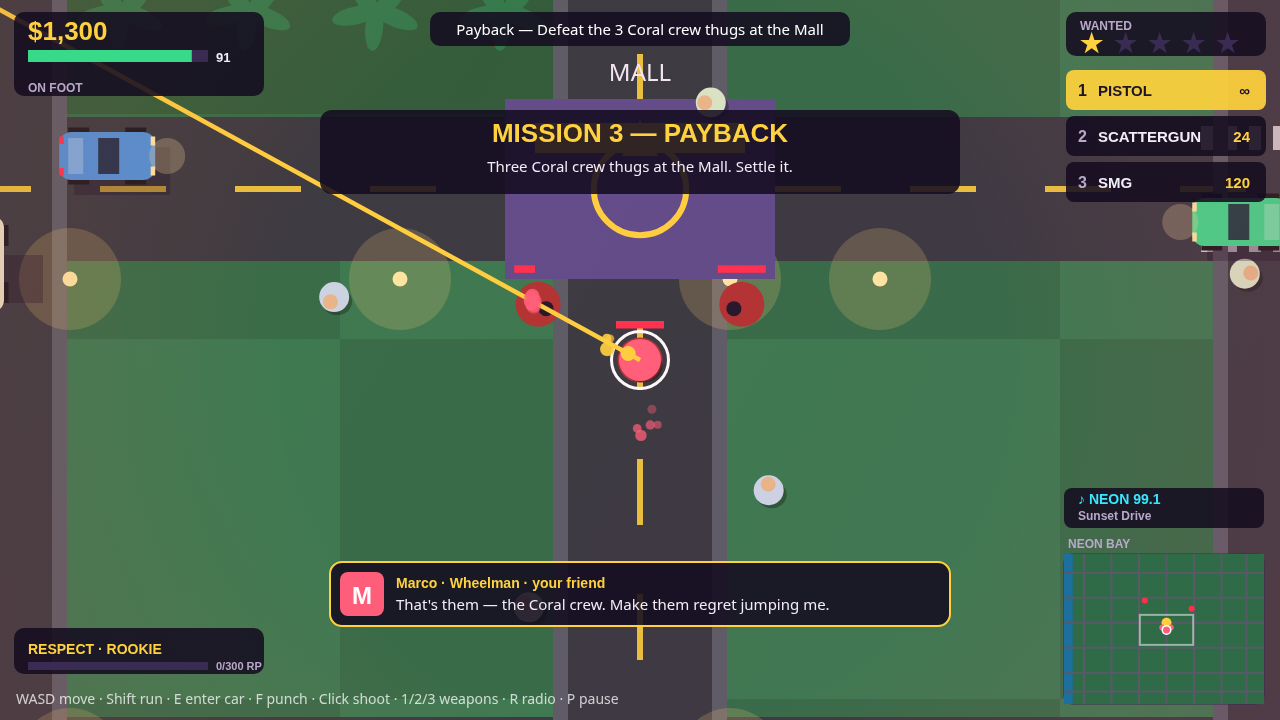 $1,300
91
ON FOOT
Payback — Defeat the 3 Coral crew thugs at the Mall
MALL
MISSION 3 — PAYBACK
Three Coral crew thugs at the Mall. Settle it.
WANTED
1 PISTOL ∞
2 SCATTERGUN 24
3 SMG 120
♪ NEON 99.1
Sunset Drive
NEON BAY
M
Marco · Wheelman · your friend
That's them — the Coral crew. Make them regret jumping me.
RESPECT · ROOKIE
0/300 RP
WASD move · Shift run · E enter car · F punch · Click shoot · 1/2/3 weapons · R radio · P pause